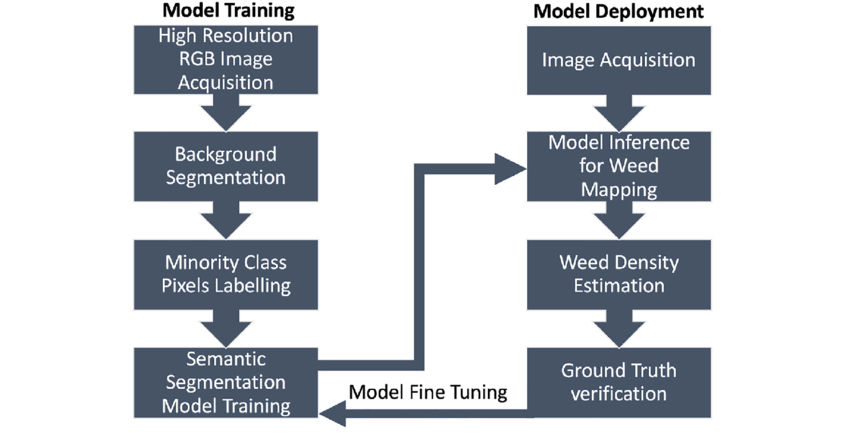 Model Training
High Resolution
RGB Image
Acquisition
Background
Segmentation
Minority Class
Pixels Labelling
Semantic
Segmentation
Model Training
Model Deployment
Image Acquisition
Model Inference
for Weed
Mapping
Weed Density
Estimation
Ground Truth
verification
Model Fine Tuning